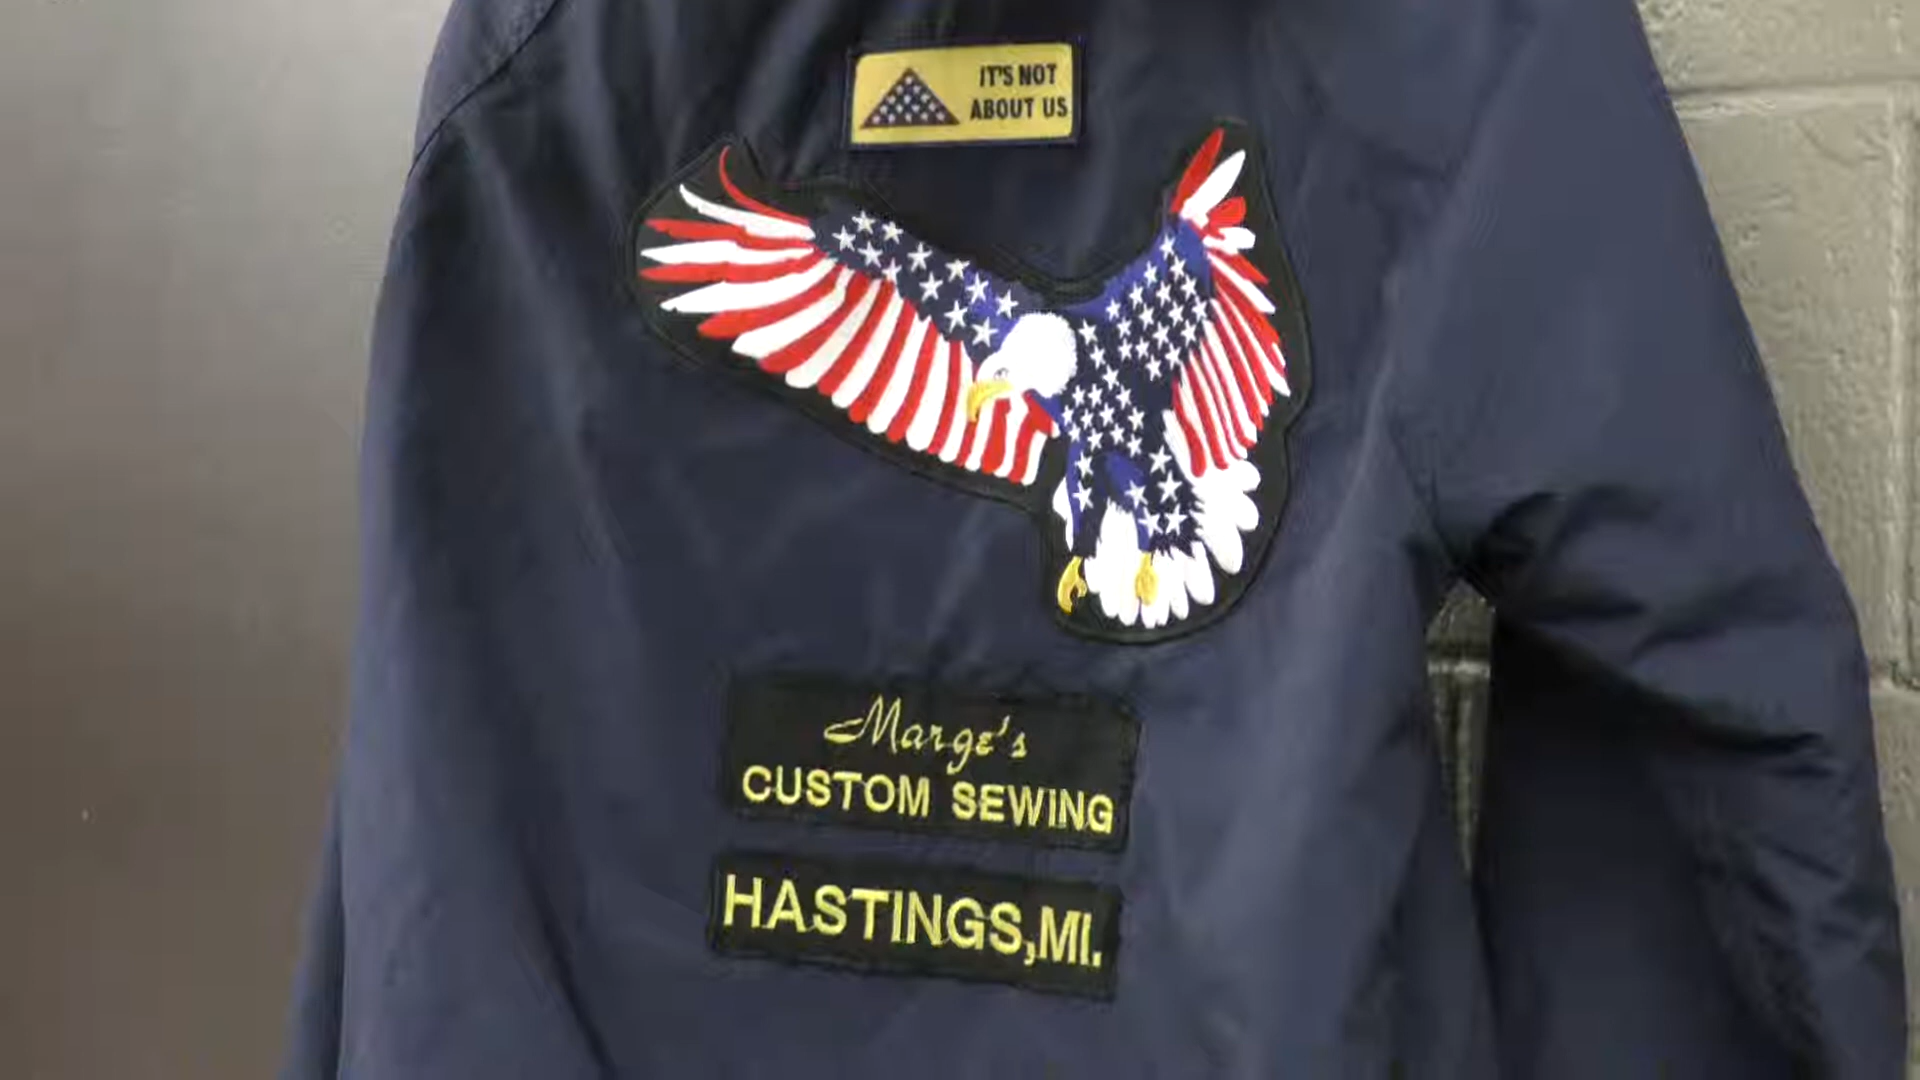 IT'S NOT
ABOUT US
Marge's
CUSTOM SEWING
HASTINGS,MI.